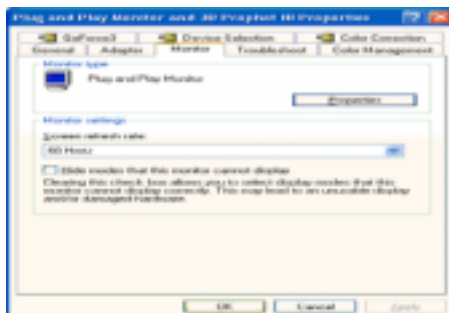 Plug and Play Monitor and 3D Prophet III Properties
GeForce3
Device Selection
Color Correction
General
Adapter
Monitor
Troubleshoot
Color Management
Monitor type
Plug and Play Monitor
Properties
Monitor settings
Screen refresh rate:
60 Hertz
Hide modes that this monitor cannot display
Clearing this check box allows you to select display modes that this
monitor cannot display correctly. This may lead to an unusable display
and/or damaged hardware.
OK
Cancel
Apply